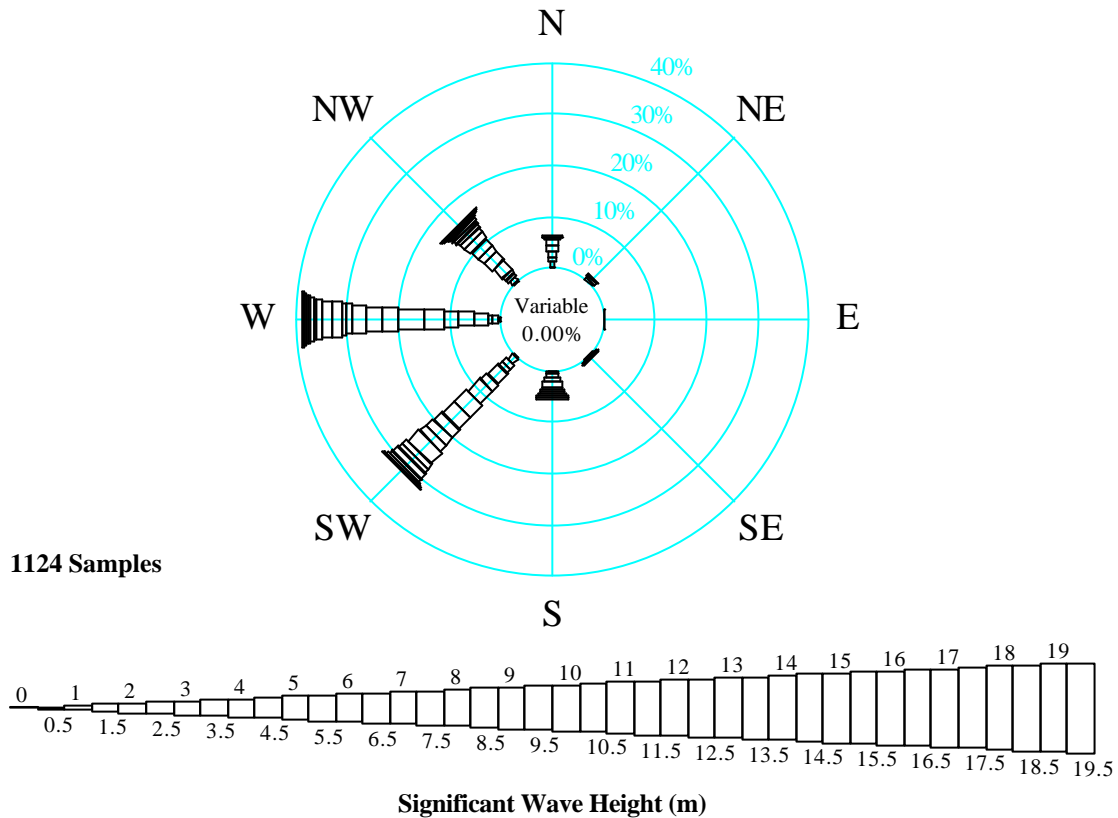 N
40%
NW
NE
30%
20%
10%
0%
W
Variable
0.00%
E
SW
SE
1124 Samples
S
0 1 2 3 4 5 6 7 8 9 10 11 12 13 14 15 16 17 18 19
0.5 1.5 2.5 3.5 4.5 5.5 6.5 7.5 8.5 9.5 10.5 11.5 12.5 13.5 14.5 15.5 16.5 17.5 18.5 19.5
Significant Wave Height (m)